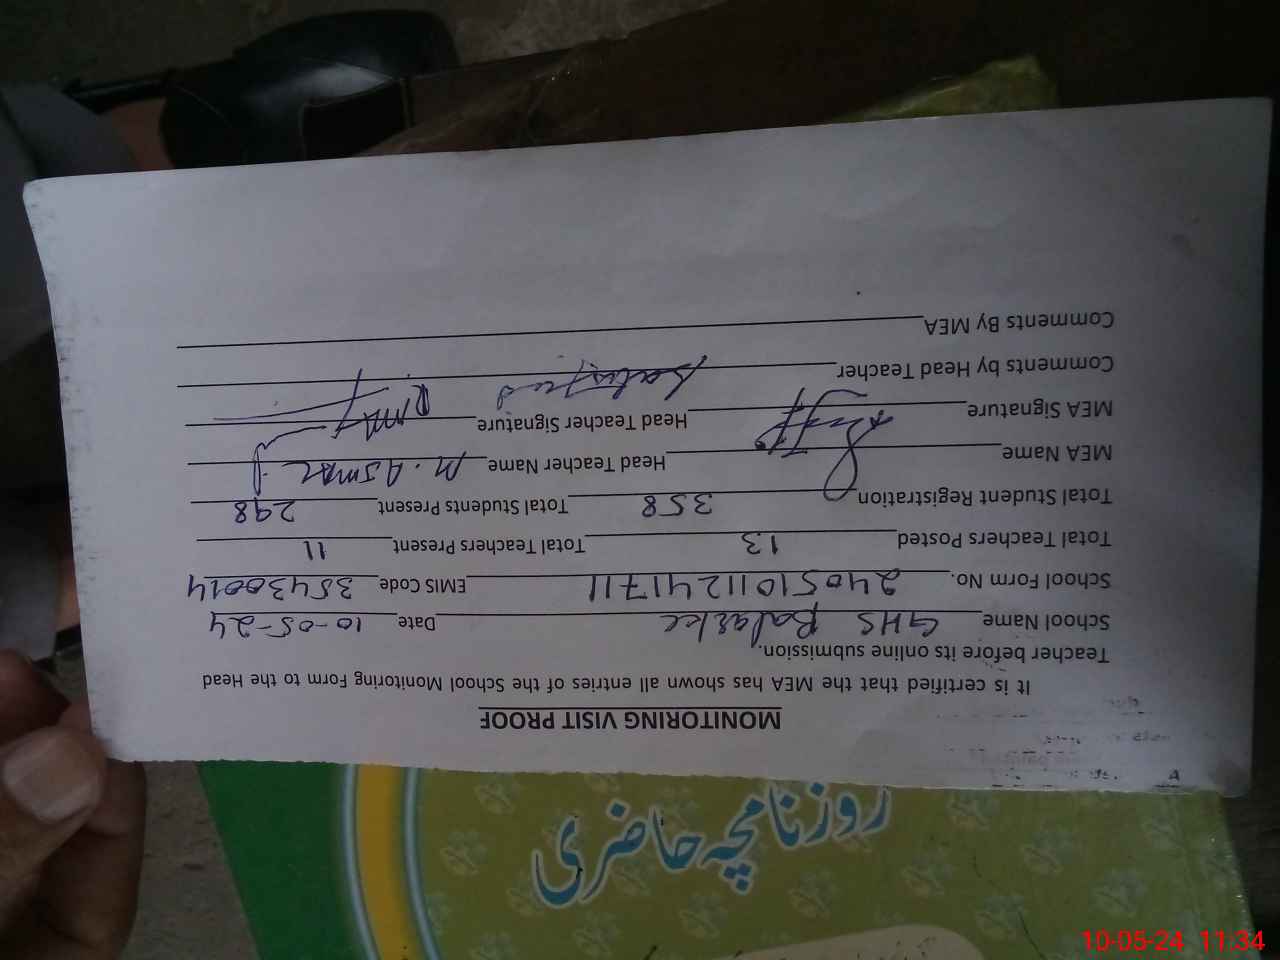 MONITORING VISIT PROOF
It is certified that the MEA has shown all entries of the School Monitoring Form to the Head
Teacher before its online submission.
School Name GHS Balarke Date 10-05-24
School Form No. 24051011241711 EMIS Code 35430014
Total Teachers Posted 13 Total Teachers Present 11
Total Student Registration 358 Total Students Present 298
MEA Name Head Teacher Name M. Asmat
MEA Signature Head Teacher Signature
Comments by Head Teacher
Comments By MEA
روزنامچہ حاضری
10-05-24 11:34